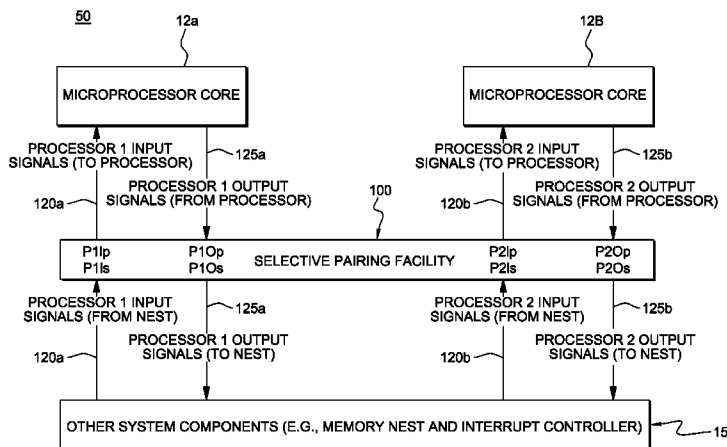 50
12a
12B
MICROPROCESSOR CORE
MICROPROCESSOR CORE
PROCESSOR 1 INPUT
SIGNALS (TO PROCESSOR)
125a
PROCESSOR 1 OUTPUT
SIGNALS (FROM PROCESSOR)
120a
PROCESSOR 2 INPUT
SIGNALS (TO PROCESSOR)
125b
PROCESSOR 2 OUTPUT
SIGNALS (FROM PROCESSOR)
120b
100
P1Ip
P1Is
P1Op
P1Os
SELECTIVE PAIRING FACILITY
P2Ip
P2Is
P2Op
P2Os
PROCESSOR 1 INPUT
SIGNALS (FROM NEST)
125a
PROCESSOR 1 OUTPUT
SIGNALS (TO NEST)
120a
PROCESSOR 2 INPUT
SIGNALS (FROM NEST)
125b
PROCESSOR 2 OUTPUT
SIGNALS (TO NEST)
120b
OTHER SYSTEM COMPONENTS (E.G., MEMORY NEST AND INTERRUPT CONTROLLER)
15